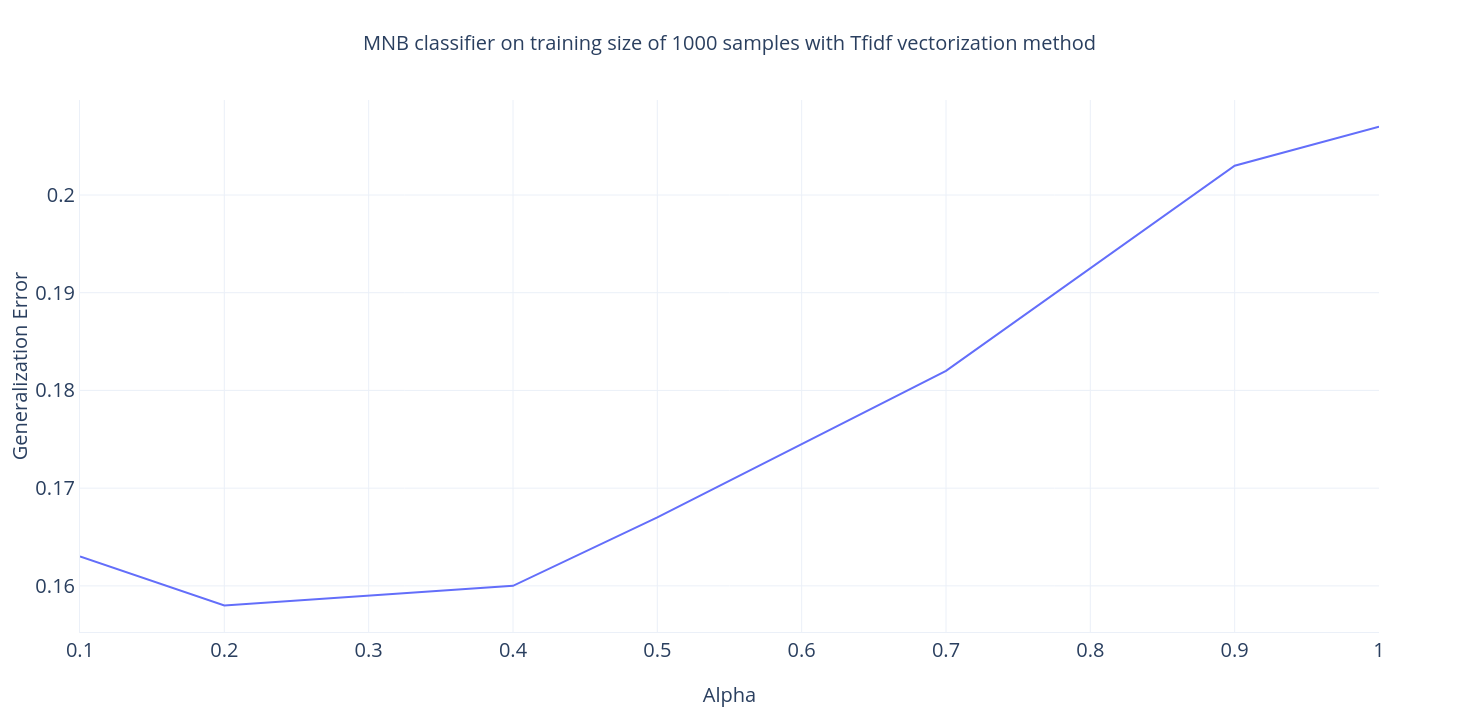 MNB classifier on training size of 1000 samples with Tfidf vectorization method
Generalization Error
0.2
0.19
0.18
0.17
0.16
0.1 0.2 0.3 0.4 0.5 0.6 0.7 0.8 0.9 1
Alpha